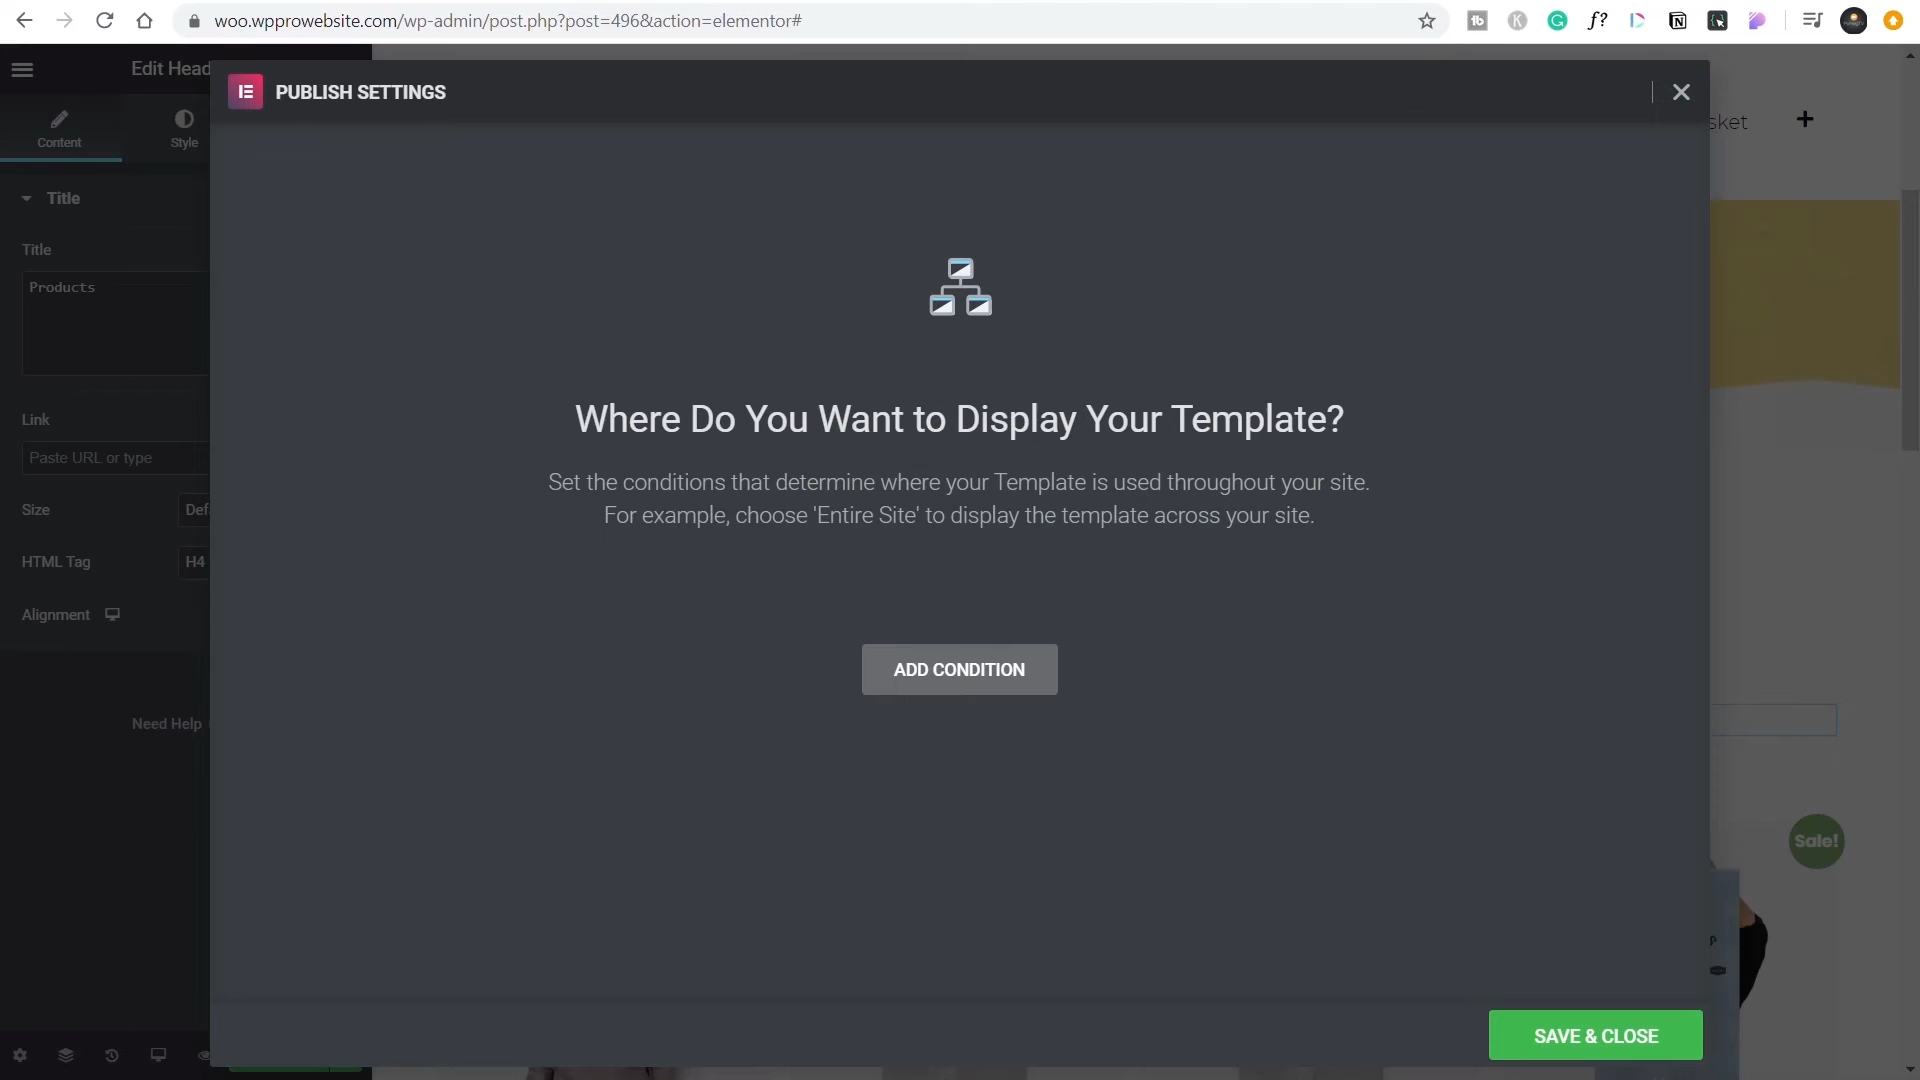 woo.wpprowebsite.com/wp-admin/post.php?post=496&action=elementor#
Edit Head
PUBLISH SETTINGS
sket
Content
Style
Title
Title
Products
Where Do You Want to Display Your Template?
Link
Paste URL or type
Set the conditions that determine where your Template is used throughout your site.
For example, choose 'Entire Site' to display the template across your site.
Size
Def
HTML Tag
H4
Alignment
ADD CONDITION
Need Help
Sale!
SAVE & CLOSE